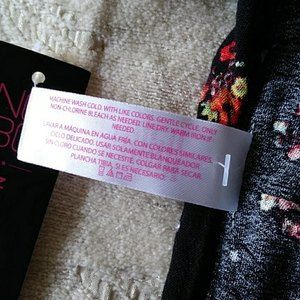 MACHINE WASH COLD, WITH LIKE COLORS. GENTLE CYCLE. ONLY
NON-CHLORINE BLEACH AS NEEDED. LINE DRY. WARM IRON IF
NEEDED.
LAVAR A MÁQUINA EN AGUA FRÍA, CON COLORES SIMILARES.
CICLO DELICADO. USAR SOLAMENTE BLANQUEADOR
SIN CLORO CUANDO SE NECESITE. COLGAR PARA SECAR.
PLANCHA TIBIA, SI ES NECESARIO.